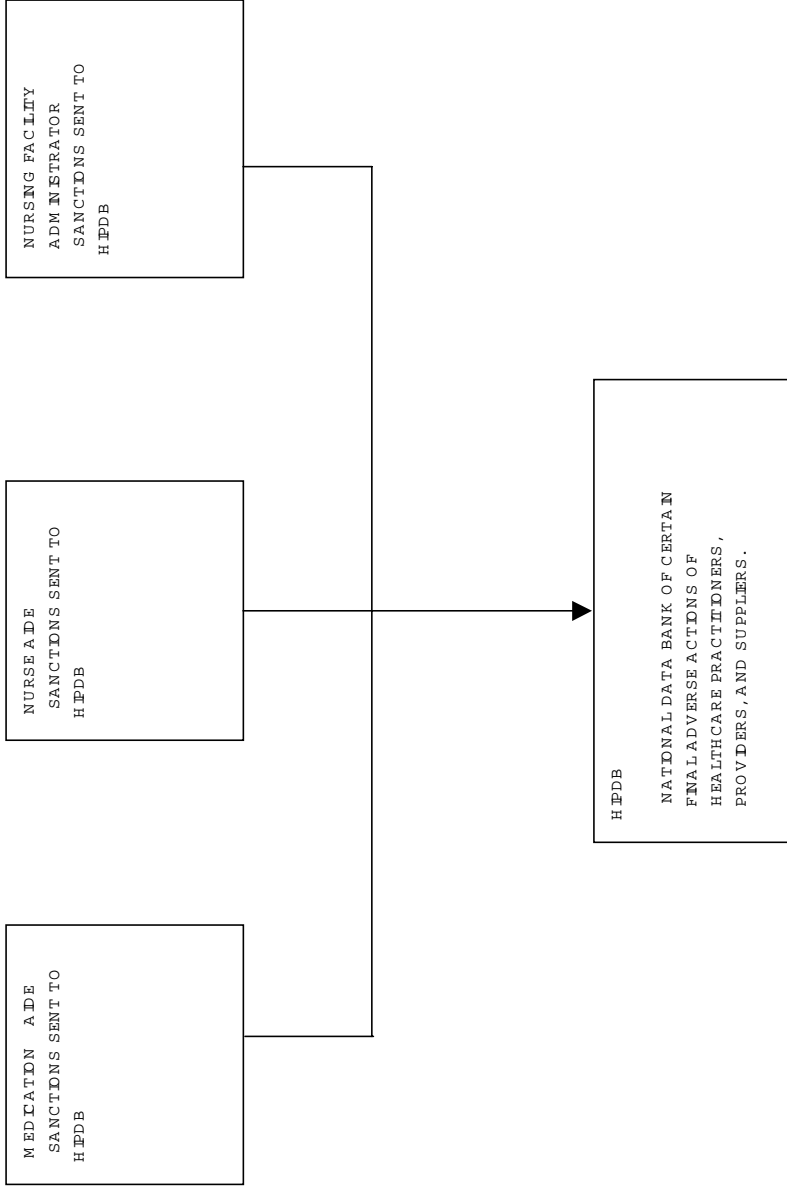 MEDICATION AIDE
SANCTIONS SENT TO
HIPDB
NURSE AIDE
SANCTIONS SENT TO
HIPDB
NURSING FACILITY
ADMINISTRATOR
SANCTIONS SENT TO
HIPDB
HIPDB
NATIONAL DATA BANK OF CERTAIN
FINAL ADVERSE ACTIONS OF
HEALTHCARE PRACTITIONERS,
PROVIDERS, AND SUPPLIERS.